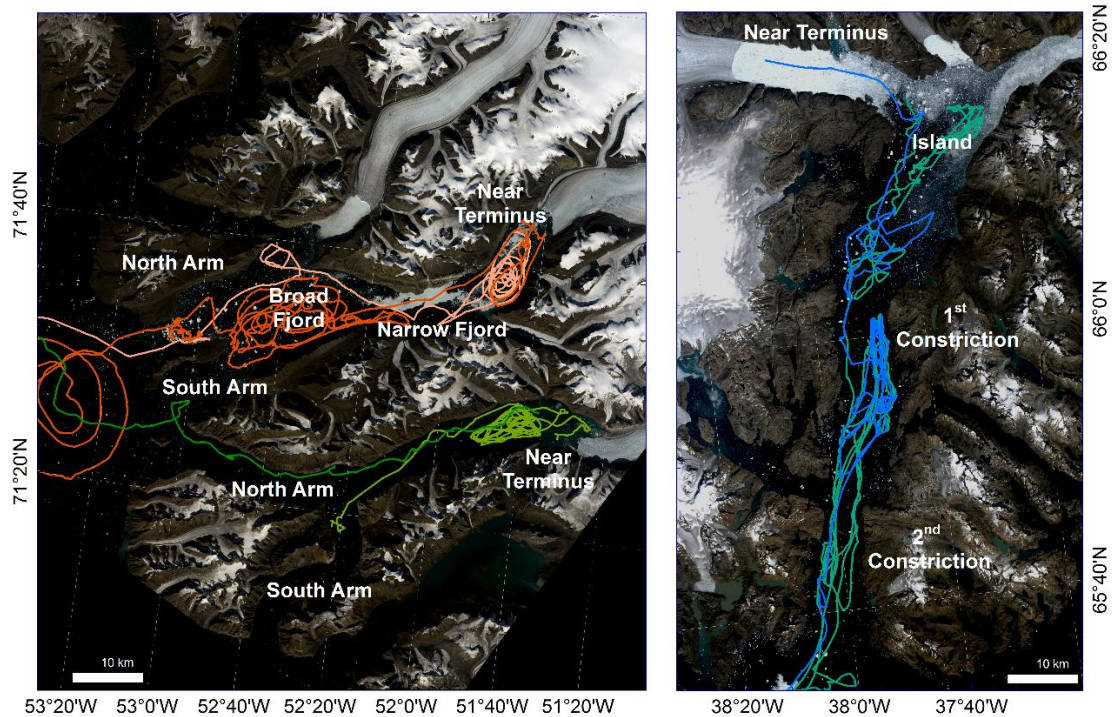 Near
Terminus
North Arm
Broad
Fjord
Narrow Fjord
South Arm
Near
Terminus
North Arm
South Arm
10 km
71°40'N
71°20'N
53°20'W
53°0'W
52°40'W
52°20'W
52°0'W
51°40'W
51°20'W
Near Terminus
Island
1st
Constriction
2nd
Constriction
10 km
66°20'N
66°0'N
65°40'N
38°20'W
38°0'W
37°40'W